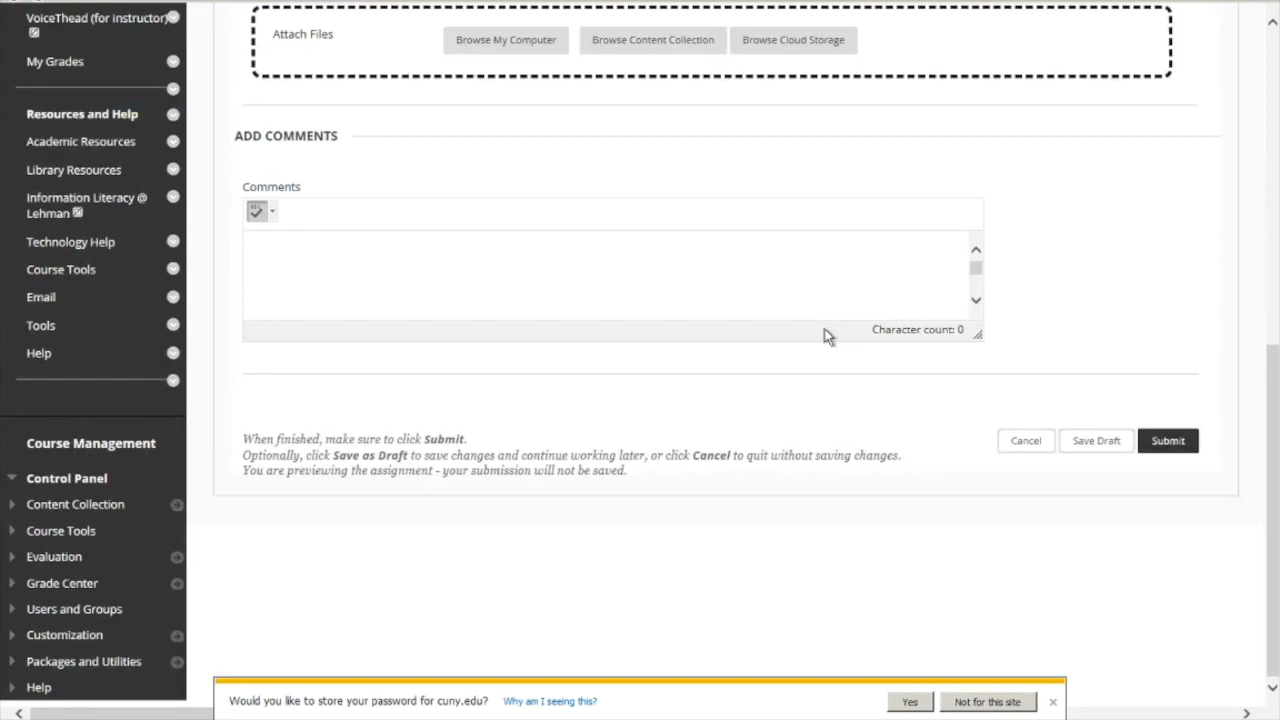 VoiceThead (for instructor)
My Grades
Resources and Help
Academic Resources
Library Resources
Information Literacy @
Lehman
Technology Help
Course Tools
Email
Tools
Help
Course Management
Control Panel
Content Collection
Course Tools
Evaluation
Grade Center
Users and Groups
Customization
Packages and Utilities
Help
Attach Files
Browse My Computer
Browse Content Collection
Browse Cloud Storage
ADD COMMENTS
Comments
ABC
Character count: 0
When finished, make sure to click Submit.
Optionally, click Save as Draft to save changes and continue working later, or click Cancel to quit without saving changes.
You are previewing the assignment - your submission will not be saved.
Cancel
Save Draft
Submit
Would you like to store your password for cuny.edu?
Why am I seeing this?
Yes
Not for this site